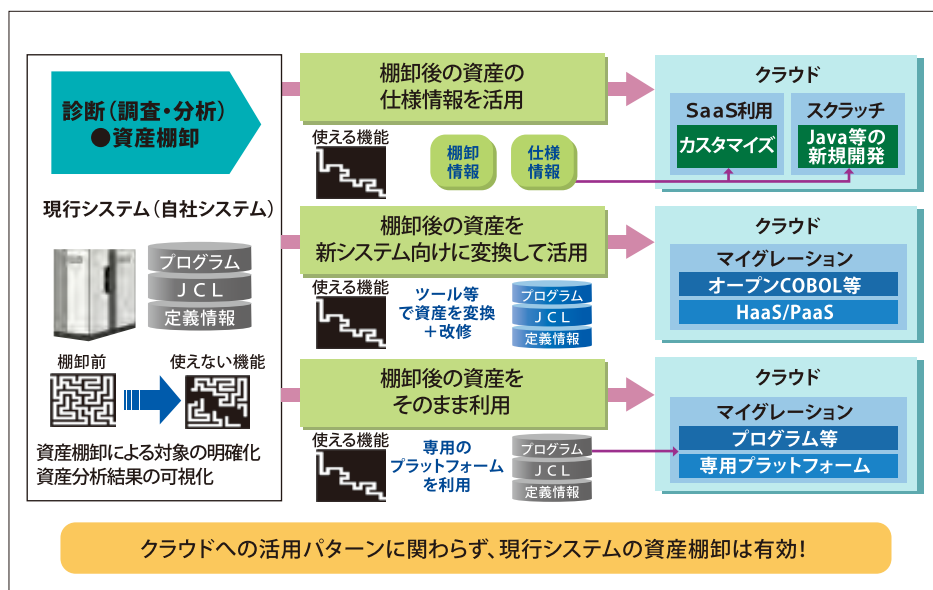 診断（調査・分析）
●資産棚卸
現行システム（自社システム）
プログラム
ＪＣＬ
定義情報
棚卸前
使えない機能
資産棚卸による対象の明確化
資産分析結果の可視化
棚卸後の資産の
仕様情報を活用
使える機能
棚卸
情報
仕様
情報
クラウド
SaaS利用
カスタマイズ
スクラッチ
Java等の
新規開発
棚卸後の資産を
新システム向けに変換して活用
使える機能
ツール等
で資産を変換
＋改修
プログラム
ＪＣＬ
定義情報
クラウド
マイグレーション
オープンCOBOL等
HaaS/PaaS
棚卸後の資産を
そのまま利用
使える機能
専用の
プラットフォーム
を利用
プログラム
ＪＣＬ
定義情報
クラウド
マイグレーション
プログラム等
専用プラットフォーム
クラウドへの活用パターンに関わらず、現行システムの資産棚卸は有効！